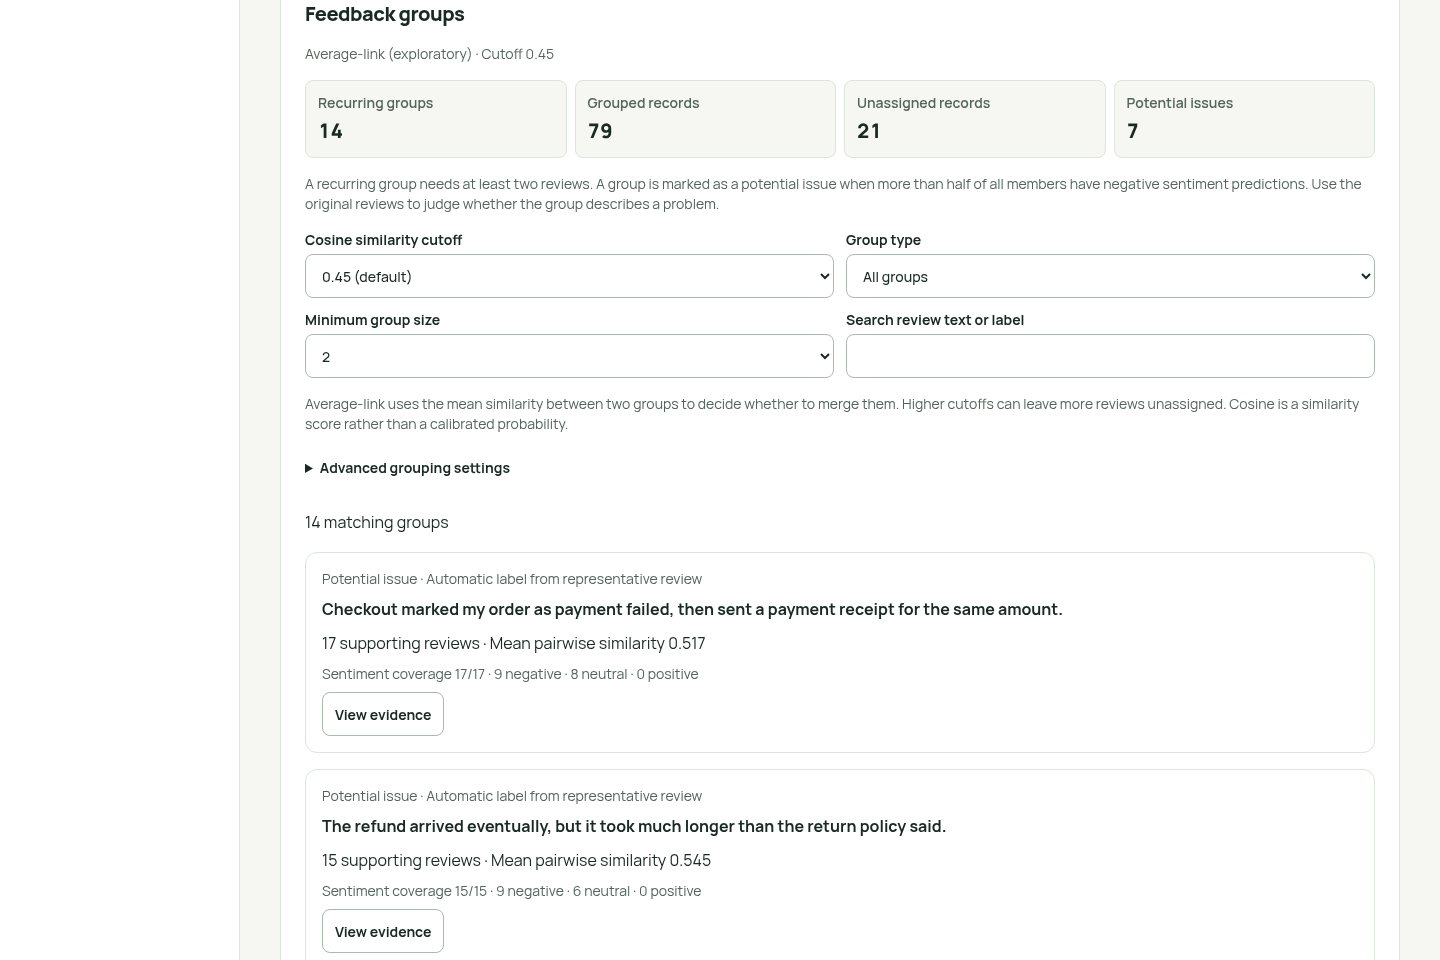 Feedback groups
Average-link (exploratory) · Cutoff 0.45
Recurring groups
14
Grouped records
79
Unassigned records
21
Potential issues
7
A recurring group needs at least two reviews. A group is marked as a potential issue when more than half of all members have negative sentiment predictions. Use the
original reviews to judge whether the group describes a problem.
Cosine similarity cutoff
0.45 (default)
Group type
All groups
Minimum group size
2
Search review text or label
Average-link uses the mean similarity between two groups to decide whether to merge them. Higher cutoffs can leave more reviews unassigned. Cosine is a similarity
score rather than a calibrated probability.
Advanced grouping settings
14 matching groups
Potential issue · Automatic label from representative review
Checkout marked my order as payment failed, then sent a payment receipt for the same amount.
17 supporting reviews · Mean pairwise similarity 0.517
Sentiment coverage 17/17 · 9 negative · 8 neutral · 0 positive
View evidence
Potential issue · Automatic label from representative review
The refund arrived eventually, but it took much longer than the return policy said.
15 supporting reviews · Mean pairwise similarity 0.545
Sentiment coverage 15/15 · 9 negative · 6 neutral · 0 positive
View evidence